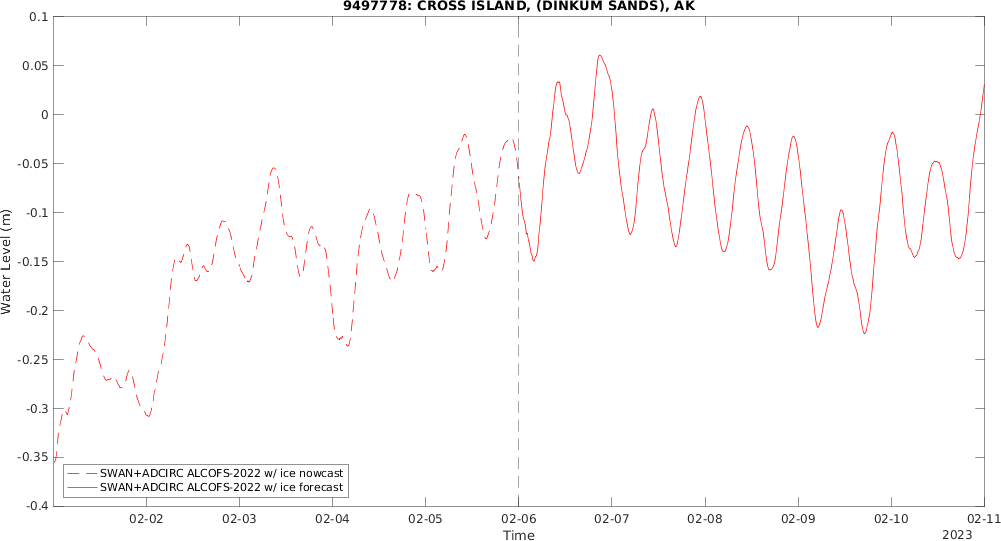 9497778: CROSS ISLAND, (DINKUM SANDS), AK
0.1
0.05
0
-0.05
-0.1
-0.15
-0.2
-0.25
-0.3
-0.35
-0.4
Water Level (m)
SWAN+ADCIRC ALCOFS-2022 w/ ice nowcast
SWAN+ADCIRC ALCOFS-2022 w/ ice forecast
02-02 02-03 02-04 02-05 02-06 02-07 02-08 02-09 02-10 02-11
Time
2023